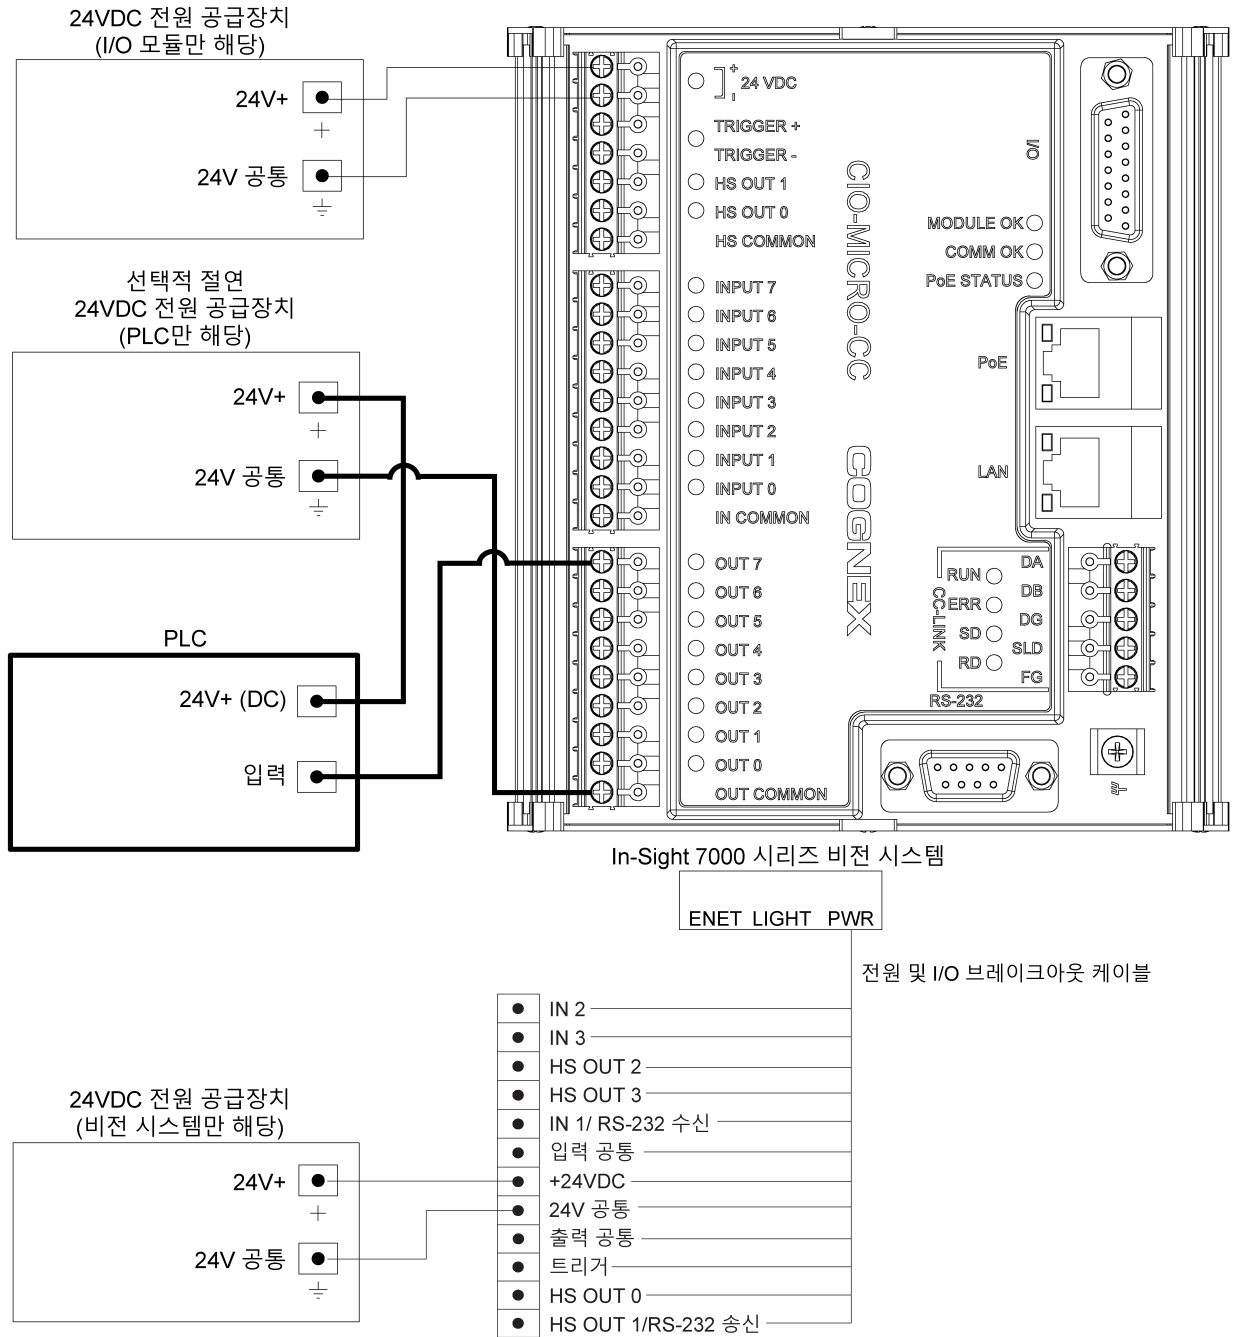 24VDC 전원 공급장치
(I/O 모듈만 해당)
24V+
+
24V 공통
선택적 절연
24VDC 전원 공급장치
(PLC만 해당)
24V+
+
24V 공통
PLC
24V+ (DC)
입력
+
24 VDC
-
TRIGGER +
TRIGGER -
HS OUT 1
HS OUT 0
HS COMMON
INPUT 7
INPUT 6
INPUT 5
INPUT 4
INPUT 3
INPUT 2
INPUT 1
INPUT 0
IN COMMON
OUT 7
OUT 6
OUT 5
OUT 4
OUT 3
OUT 2
OUT 1
OUT 0
OUT COMMON
CIO-MICRO-CC
COGNEX
I/O
MODULE OK
COMM OK
PoE STATUS
PoE
LAN
CC-LINK
RUN
ERR
SD
RD
DA
DB
DG
SLD
FG
RS-232
In-Sight 7000 시리즈 비전 시스템
ENET LIGHT PWR
전원 및 I/O 브레이크아웃 케이블
IN 2
IN 3
HS OUT 2
HS OUT 3
IN 1/ RS-232 수신
입력 공통
+24VDC
24V 공통
출력 공통
트리거
HS OUT 0
HS OUT 1/RS-232 송신
24VDC 전원 공급장치
(비전 시스템만 해당)
24V+
+
24V 공통